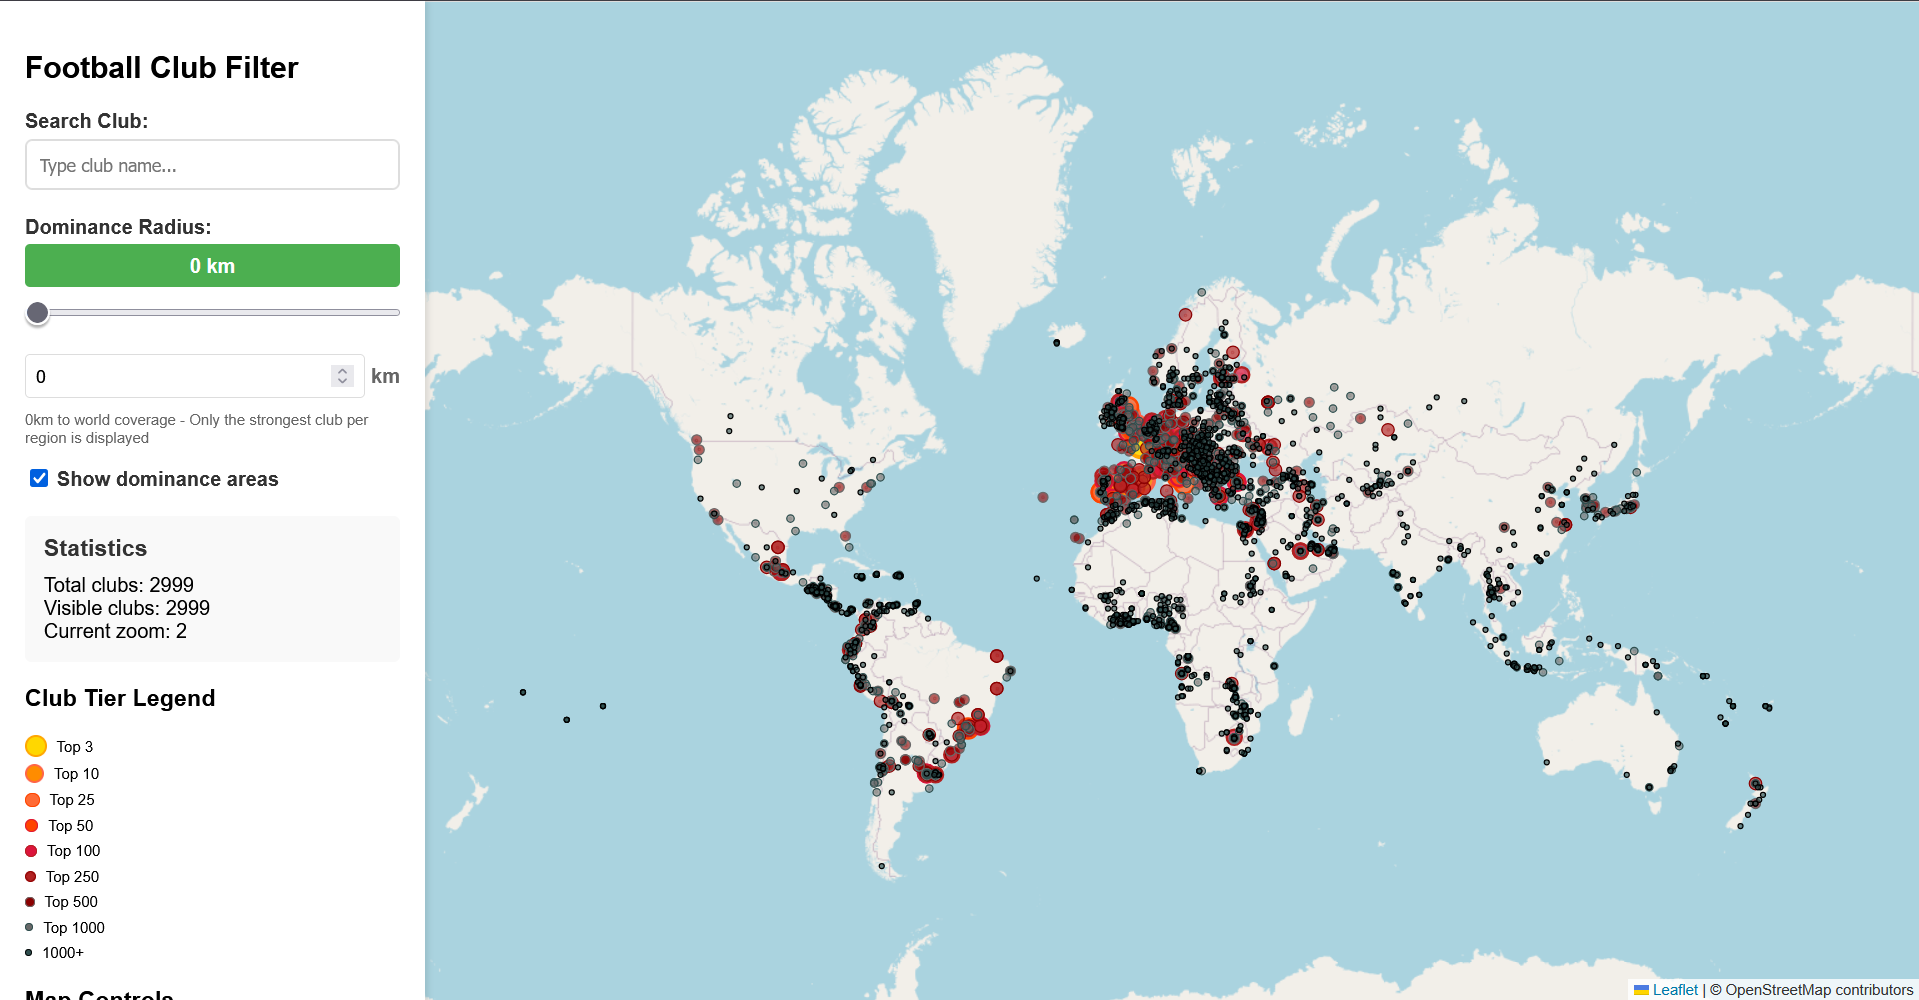 Football Club Filter
Search Club:
Type club name...
Dominance Radius:
0 km
0
km
0km to world coverage - Only the strongest club per
region is displayed
Show dominance areas
Statistics
Total clubs: 2999
Visible clubs: 2999
Current zoom: 2
Club Tier Legend
Top 3
Top 10
Top 25
Top 50
Top 100
Top 250
Top 500
Top 1000
1000+
Map Controls
Leaflet | © OpenStreetMap contributors